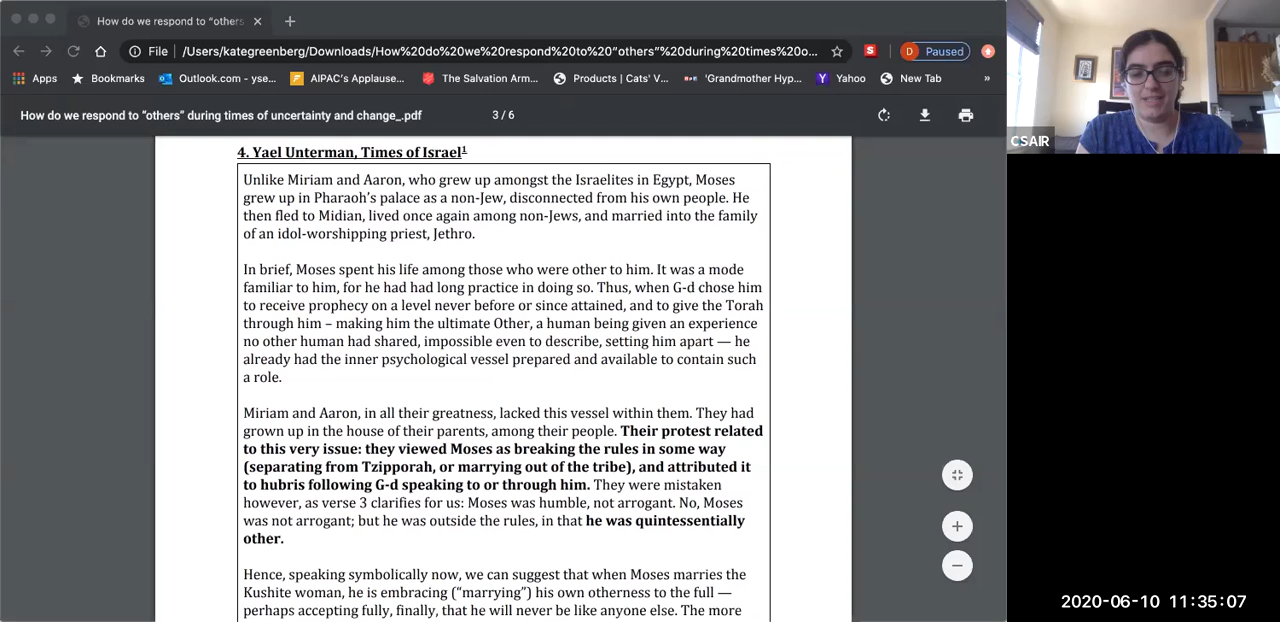 How do we respond to “others
File
/Users/kategreenberg/Downloads/How%20do%20we%20respond%20to%20“others”%20during%20times%20o...
S
D Paused
Apps
Bookmarks
Outlook.com - yse...
AIPAC's Applause...
The Salvation Arm...
Products | Cats' V...
'Grandmother Hyp...
Yahoo
New Tab
»
How do we respond to “others” during times of uncertainty and change_.pdf
3 / 6
CSAIR
4. Yael Unterman, Times of Israel1
Unlike Miriam and Aaron, who grew up amongst the Israelites in Egypt, Moses
grew up in Pharaoh’s palace as a non-Jew, disconnected from his own people. He
then fled to Midian, lived once again among non-Jews, and married into the family
of an idol-worshipping priest, Jethro.
In brief, Moses spent his life among those who were other to him. It was a mode
familiar to him, for he had had long practice in doing so. Thus, when G-d chose him
to receive prophecy on a level never before or since attained, and to give the Torah
through him – making him the ultimate Other, a human being given an experience
no other human had shared, impossible even to describe, setting him apart — he
already had the inner psychological vessel prepared and available to contain such
a role.
Miriam and Aaron, in all their greatness, lacked this vessel within them. They had
grown up in the house of their parents, among their people. Their protest related
to this very issue: they viewed Moses as breaking the rules in some way
(separating from Tzipporah, or marrying out of the tribe), and attributed it
to hubris following G-d speaking to or through him. They were mistaken
however, as verse 3 clarifies for us: Moses was humble, not arrogant. No, Moses
was not arrogant; but he was outside the rules, in that he was quintessentially
other.
Hence, speaking symbolically now, we can suggest that when Moses marries the
Kushite woman, he is embracing (“marrying”) his own otherness to the full —
perhaps accepting fully, finally, that he will never be like anyone else. The more
2020-06-10 11:35:07